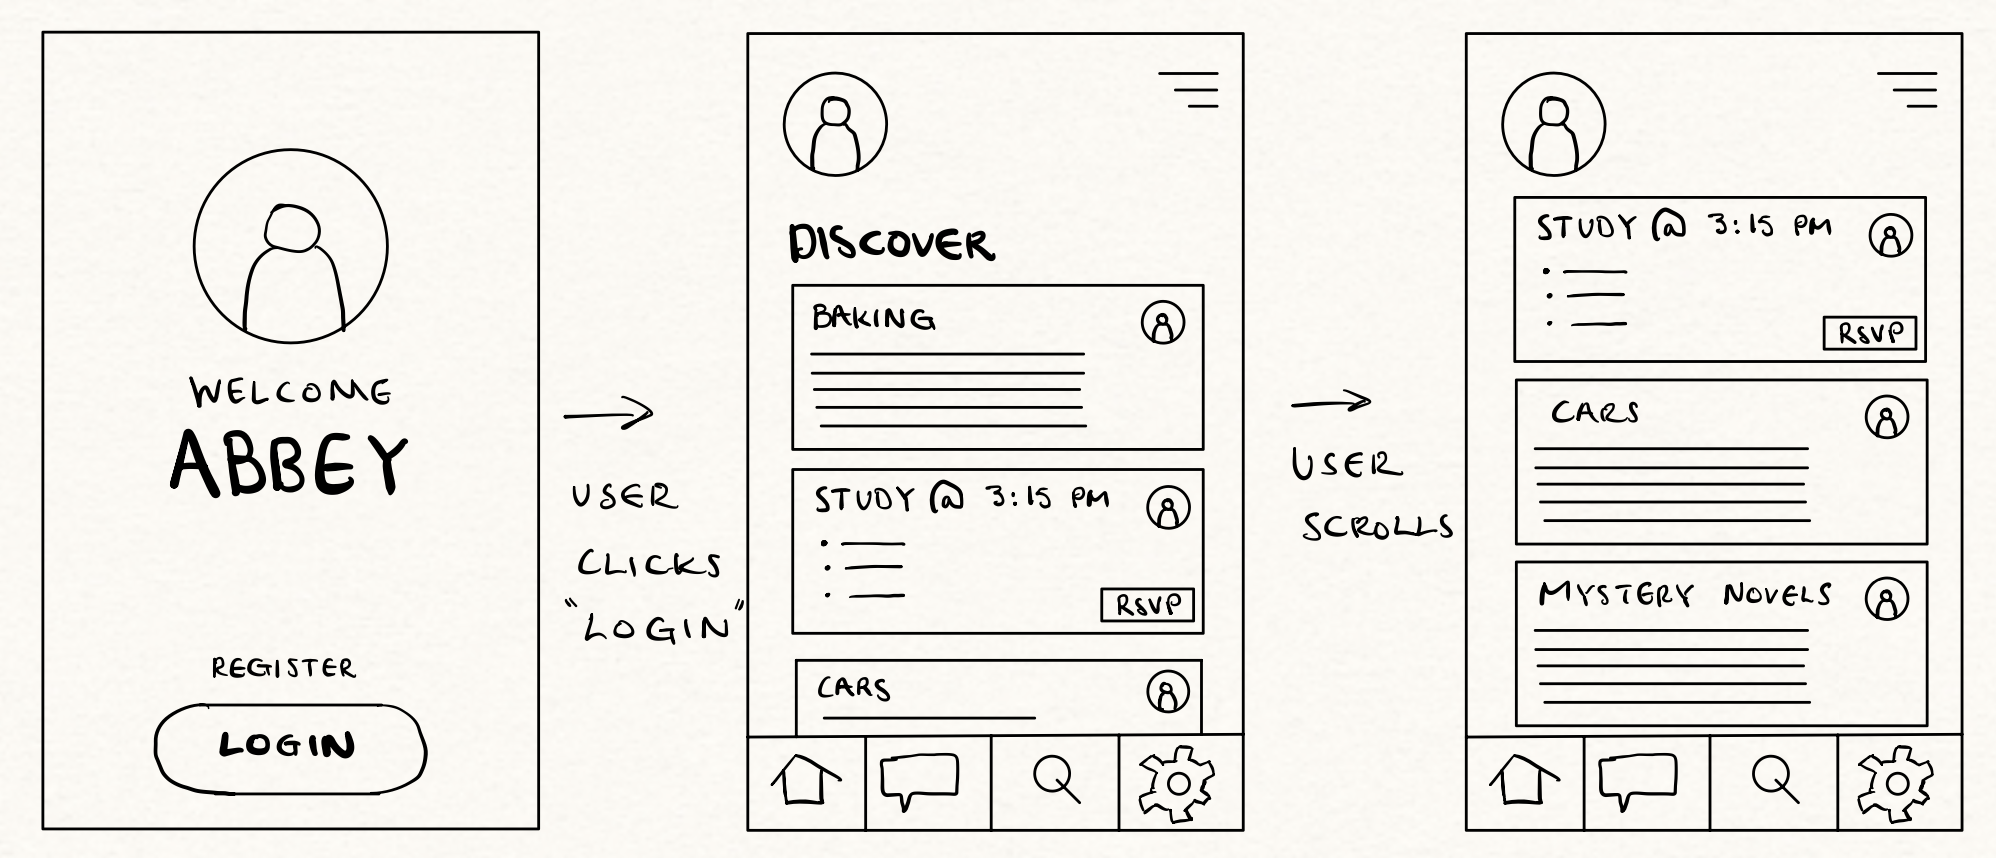 WELCOME
ABBEY
REGISTER
LOGIN
USER
CLICKS
"LOGIN"
DISCOVER
BAKING
STUDY @ 3:15 PM
RSVP
CARS
USER
SCROLLS
STUDY @ 3:15 PM
RSVP
CARS
MYSTERY NOVELS